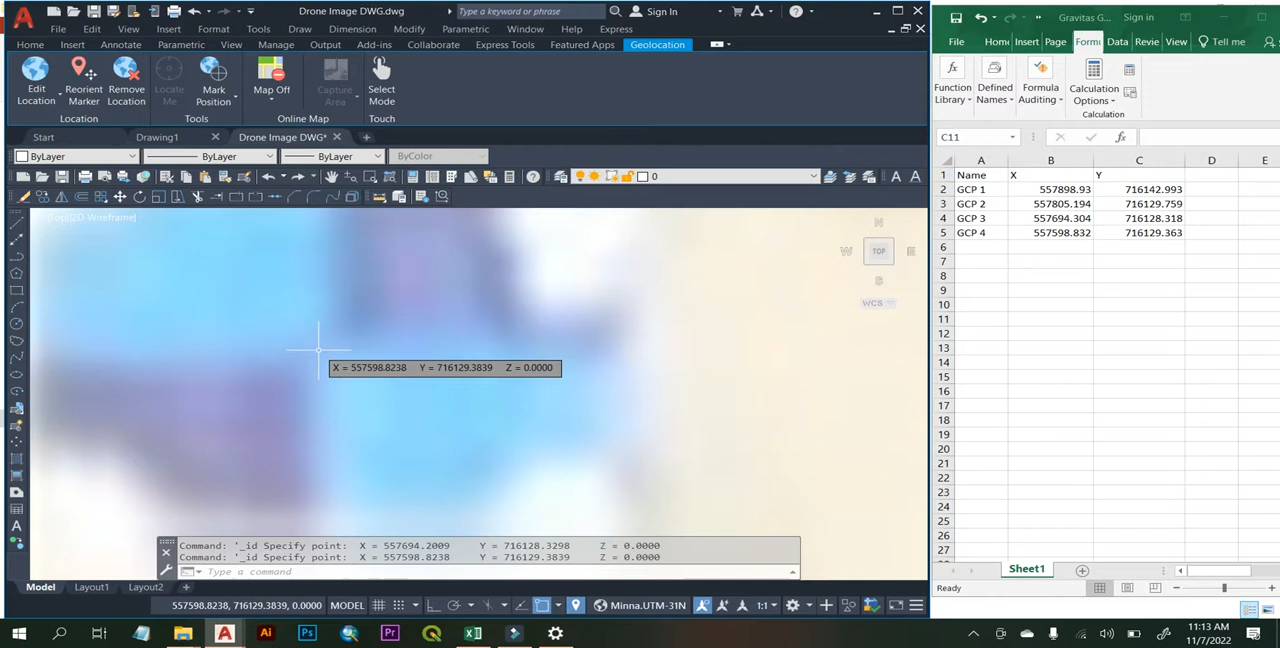 Drone Image DWG.dwg
Type a keyword or phrase
Sign In
File Edit View Insert Format Tools Draw Dimension Modify Parametric Window Help Express
Home Insert Annotate Parametric View Manage Output Add-ins Collaborate Express Tools Featured Apps Geolocation
Edit Location
Reorient Marker
Remove Location
Locate Me
Mark Position
Map Off
Capture Area
Select Mode
Location
Tools
Online Map
Touch
Start
Drawing1
Drone Image DWG*
ByLayer
ByLayer
ByLayer
ByColor
0
[Top][2D Wireframe]
N
W
TOP
E
S
WCS
X = 557598.8238 Y = 716129.3839 Z = 0.0000
Command: '_id Specify point: X = 557694.2009 Y = 716128.3298 Z = 0.0000
Command: '_id Specify point: X = 557598.8238 Y = 716129.3839 Z = 0.0000
Type a command
Model
Layout1
Layout2
557598.8238, 716129.3839, 0.0000
MODEL
Minna.UTM-31N
1:1
Gravitas G...
Sign in
File Home Insert Page Formu Data Revie View Tell me
Function Library
Defined Names
Formula Auditing
Calculation Options
Calculation
C11
fx
A B C D E
1 Name X Y
2 GCP 1 557898.93 716142.993
3 GCP 2 557805.194 716129.759
4 GCP 3 557694.304 716128.318
5 GCP 4 557598.832 716129.363
6
7
8
9
10
11
12
13
14
15
16
17
18
19
20
21
22
23
24
25
26
27
Sheet1
Ready
11:13 AM
11/7/2022